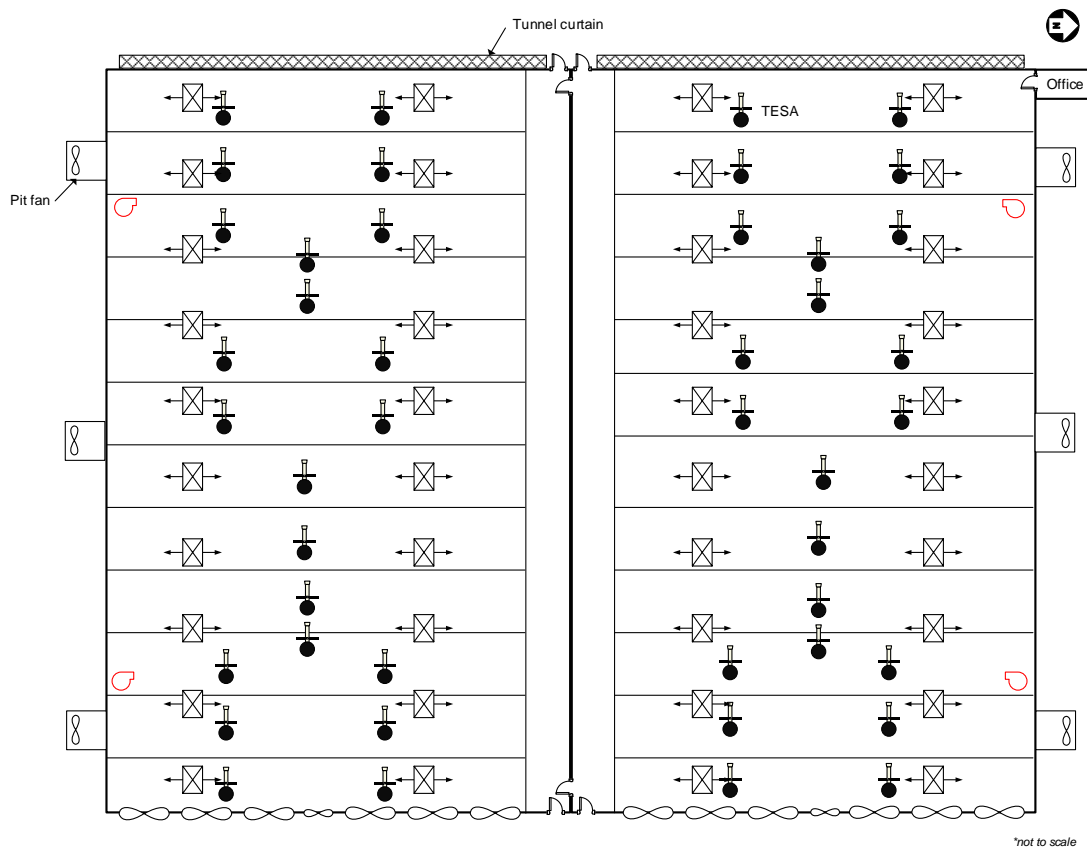 Tunnel curtain
N
Office
TESA
Pit fan
*not to scale